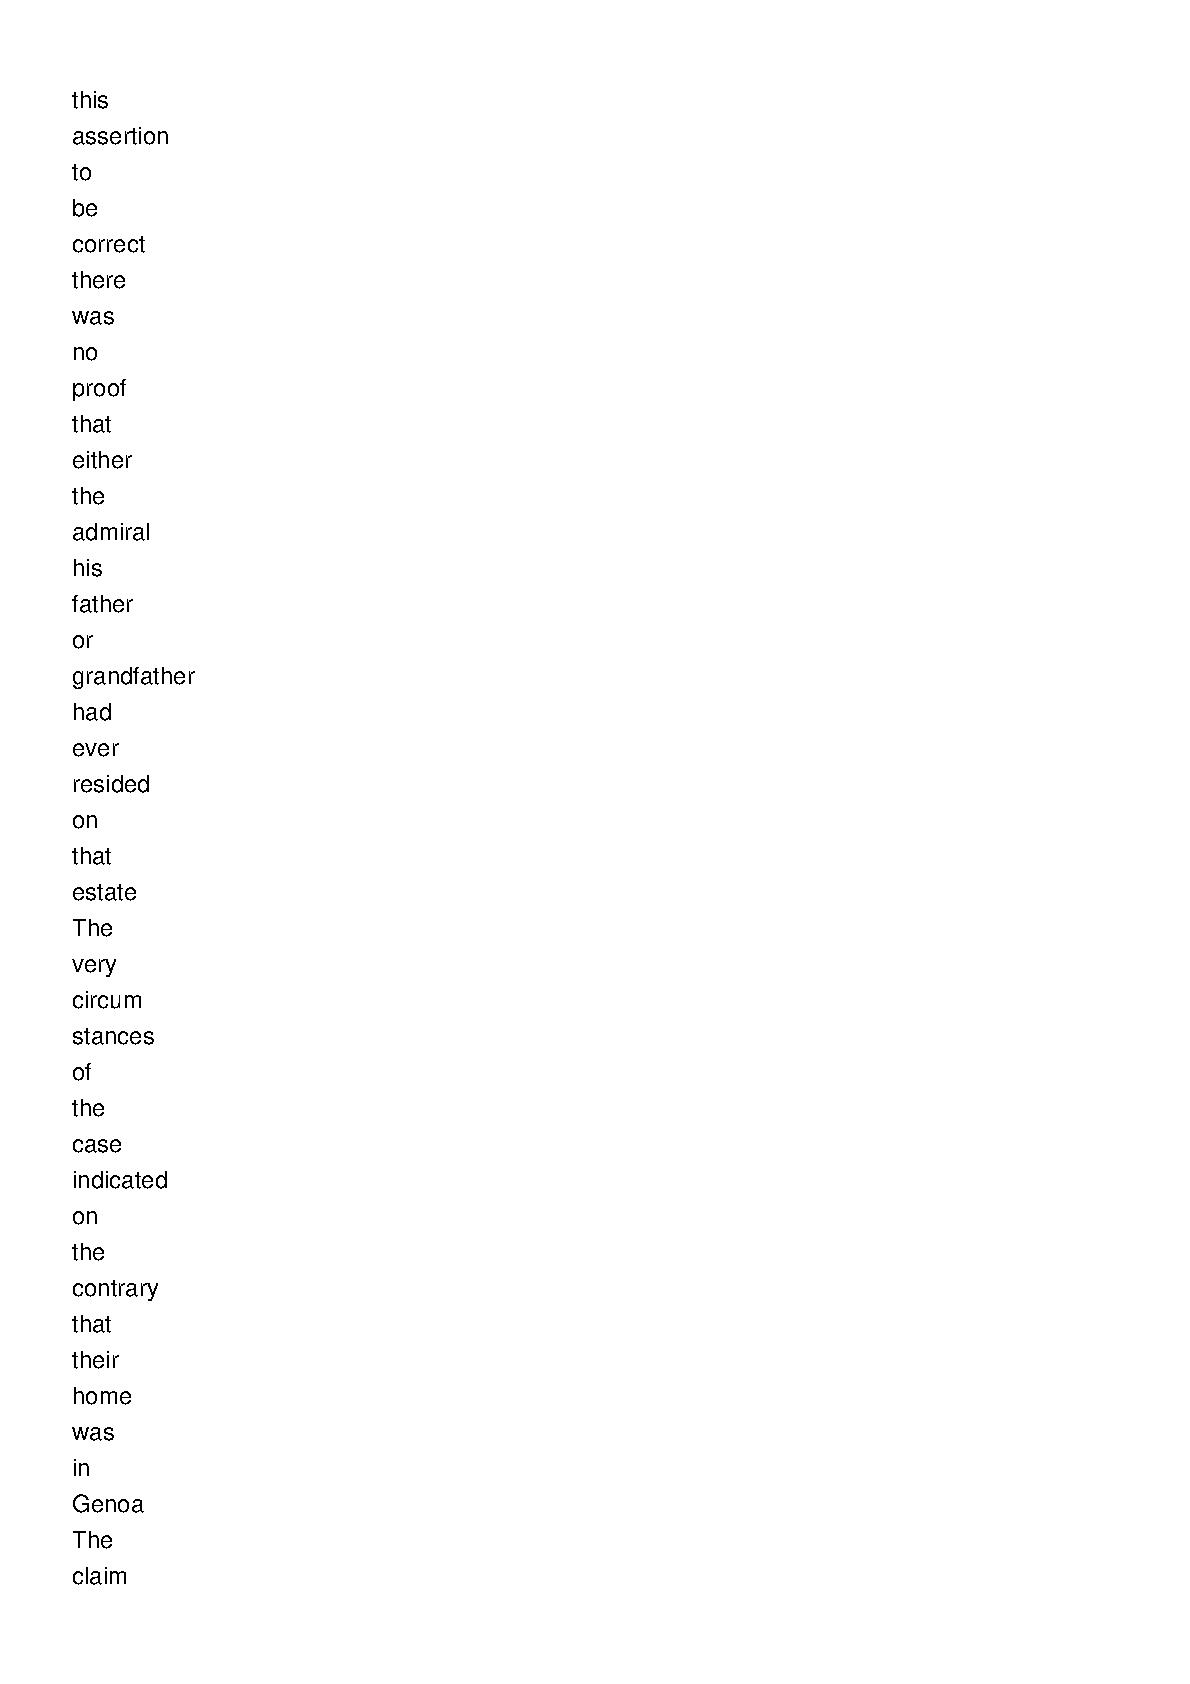 this
assertion
to
be
correct
there
was
no
proof
that
either
the
admiral
his
father
or
grandfather
had
ever
resided
on
that
estate
The
very
circum
stances
of
the
case
indicated
on
the
contrary
that
their
home
was
in
Genoa
The
claim